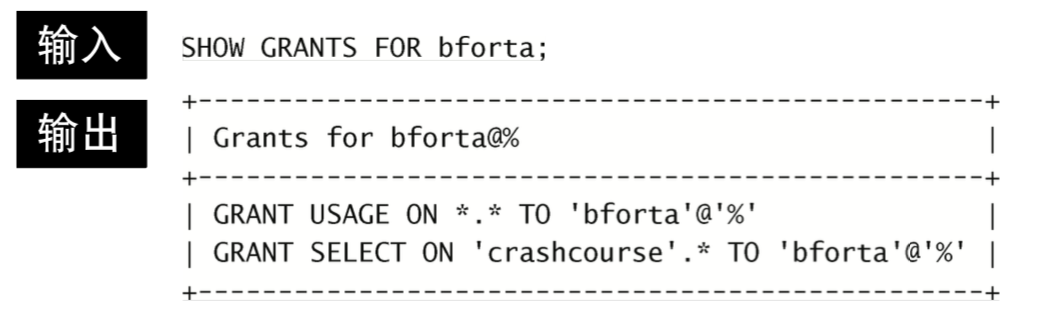 输入 SHOW GRANTS FOR bforta;
输出
+-------------------------------------------------+
| Grants for bforta@% |
+-------------------------------------------------+
| GRANT USAGE ON *.* TO 'bforta'@'%' |
| GRANT SELECT ON 'crashcourse'.* TO 'bforta'@'%' |
+-------------------------------------------------+